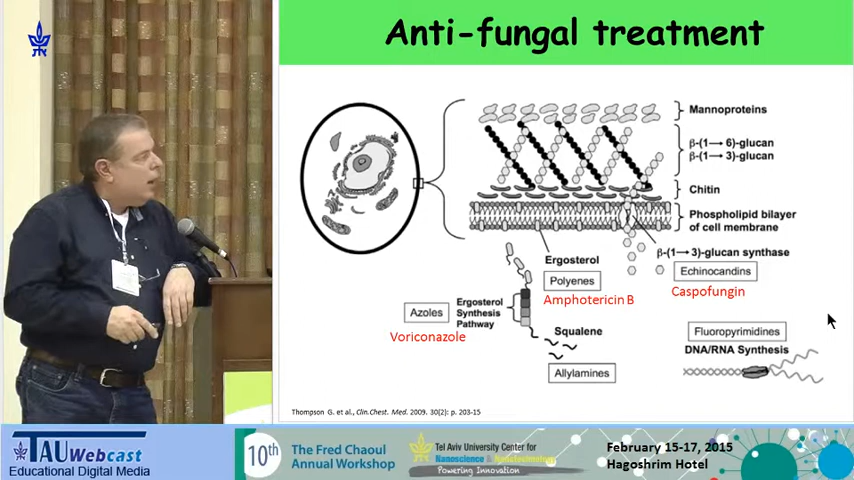 Anti-fungal treatment
Mannoproteins
β-(1→ 6)-glucan
β-(1→ 3)-glucan
Chitin
Phospholipid bilayer
of cell membrane
β-(1→ 3)-glucan synthase
Ergosterol
Echinocandins
Polyenes
Caspofungin
Amphotericin B
Azoles
Ergosterol
Synthesis
Pathway
Voriconazole
Squalene
Fluoropyrimidines
DNA/RNA Synthesis
Allylamines
Thompson G. et al., Clin.Chest. Med. 2009. 30(2): p. 203-15
TAU Webcast
Educational Digital Media
10th
The Fred Chaoul
Annual Workshop
Tel Aviv University Center for
Nanoscience & Nanotechnology
Powering Innovation
February 15-17, 2015
Hagoshrim Hotel